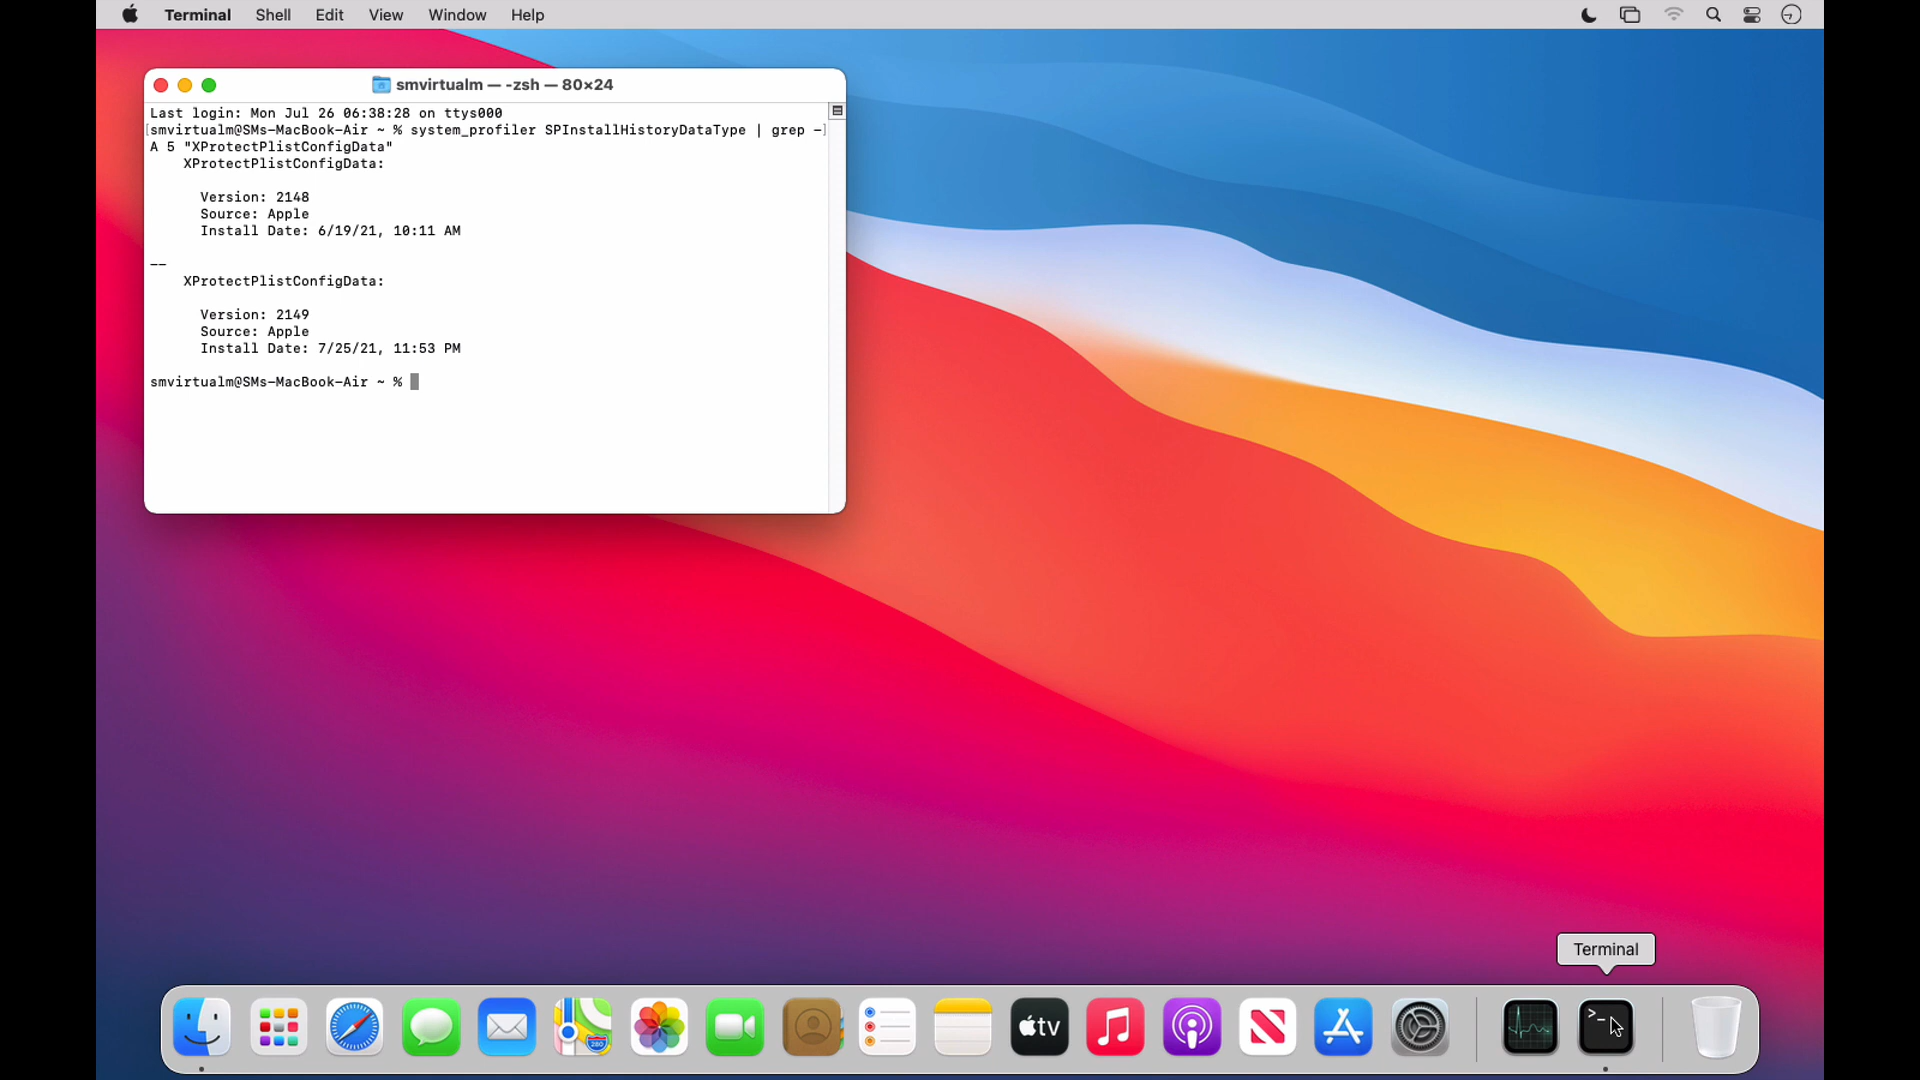 Terminal Shell Edit View Window Help
smvirtualm — -zsh — 80×24
Last login: Mon Jul 26 06:38:28 on ttys000
[smvirtualm@SMs-MacBook-Air ~ % system_profiler SPInstallHistoryDataType | grep -]
A 5 "XProtectPlistConfigData"
XProtectPlistConfigData:
Version: 2148
Source: Apple
Install Date: 6/19/21, 10:11 AM
--
XProtectPlistConfigData:
Version: 2149
Source: Apple
Install Date: 7/25/21, 11:53 PM
smvirtualm@SMs-MacBook-Air ~ %
Terminal
280
tv
>_